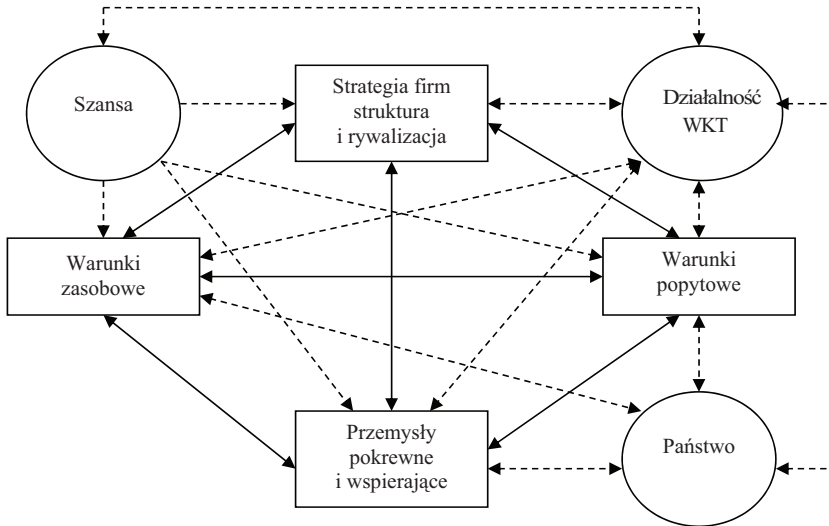 Szansa
Strategia firm
struktura
i rywalizacja
Działalność
WKT
Warunki
zasobowe
Warunki
popytowe
Przemysły
pokrewne
i wspierające
Państwo